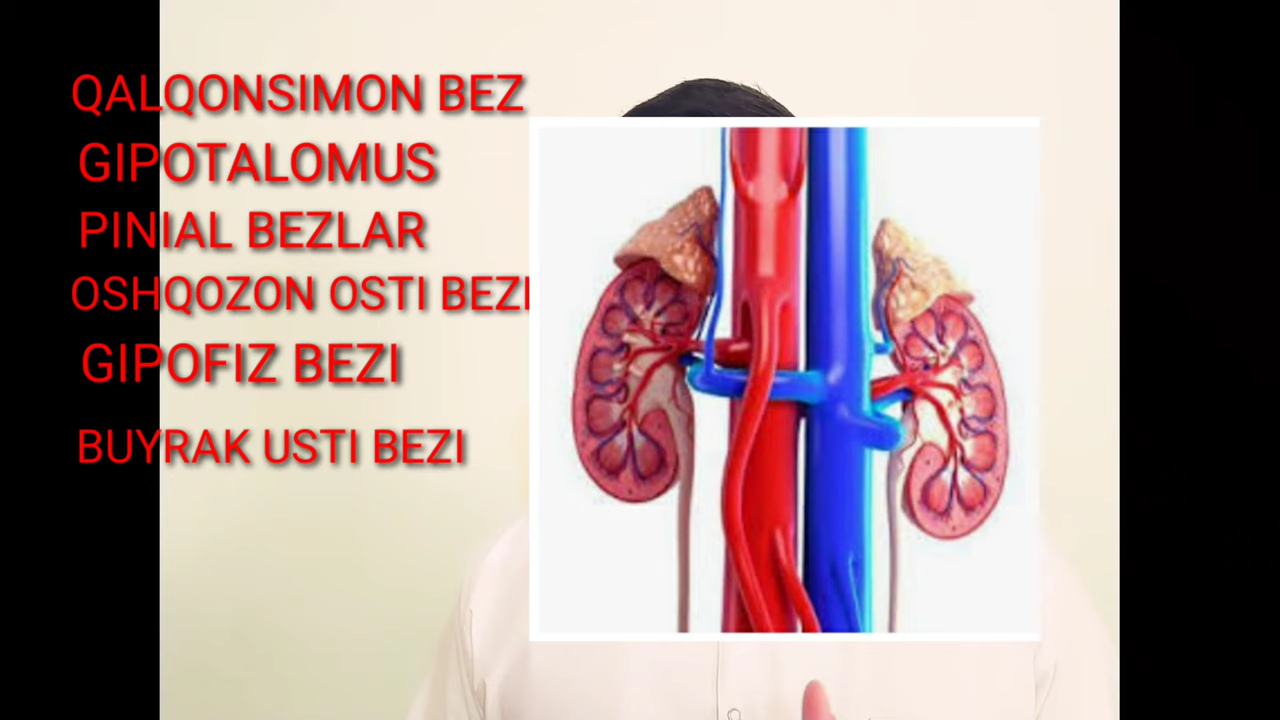 QALQONSIMON BEZ
GIPOTALOMUS
PINIAL BEZLAR
OSHQOZON OSTI BEZI
GIPOFIZ BEZI
BUYRAK USTI BEZI